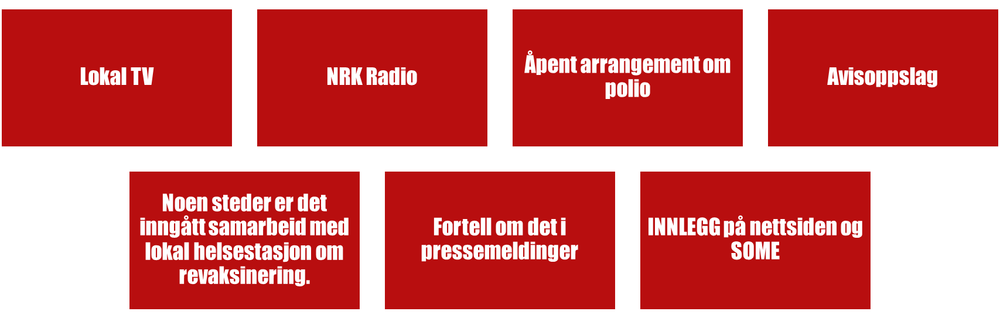 Lokal TV
NRK Radio
Åpent arrangement om
polio
Avisoppslag
Noen steder er det
inngått samarbeid med
lokal helsestasjon om
revaksinering.
Fortell om det i
pressemeldinger
INNLEGG på nettsiden og
SOME